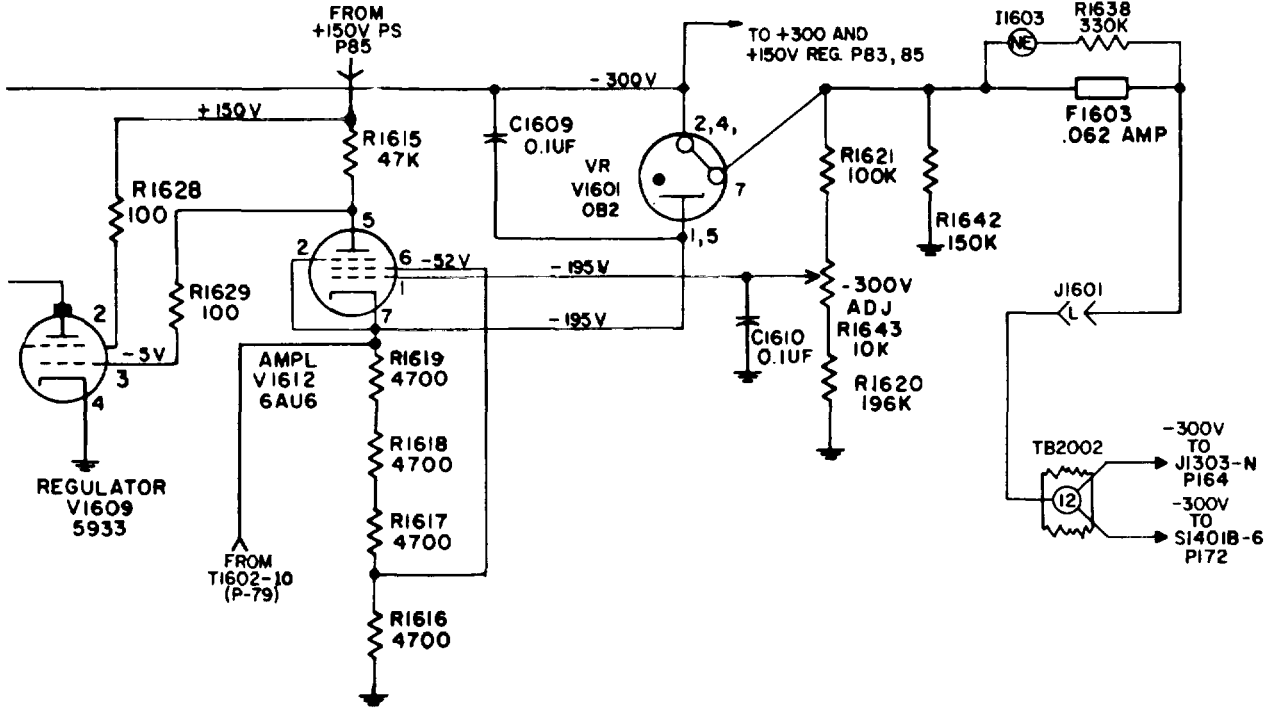 FROM
+150V PS
P85
TO +300 AND
+150V REG. P83, 85
I1603
NE
R1638
330K
-300V
+150V
R1615
47K
C1609
0.1UF
2,4,
VR
V1601
OB2
7
1,5
F1603
.062 AMP
R1621
100K
R1642
150K
R1628
100
5
2
6
-52V
1
7
-195V
-195V
R1629
100
2
-5V
3
4
AMPL
V1612
6AU6
REGULATOR
V1609
5933
C1610
0.1UF
-300V
ADJ
R1643
10K
R1620
196K
J1601
L
R1619
4700
R1618
4700
R1617
4700
R1616
4700
FROM
T1602-10
(P-79)
TB2002
12
-300V
TO
J1303-N
P164
-300V
TO
S1401B-6
P172